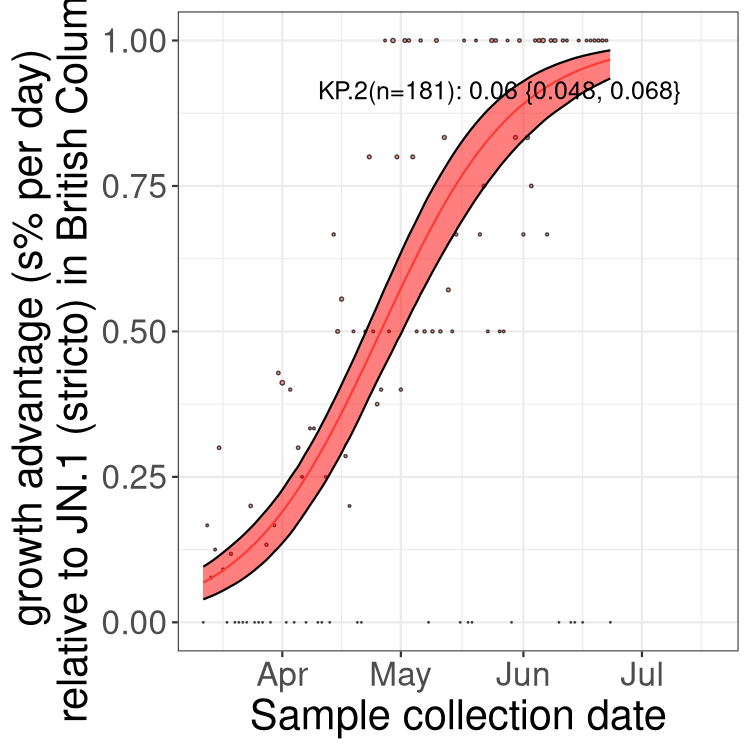 growth advantage (s% per day)
relative to JN.1 (stricto) in British Colum
1.00
0.75
0.50
0.25
0.00
KP.2(n=181): 0.06 {0.048, 0.068}
Apr May Jun Jul
Sample collection date